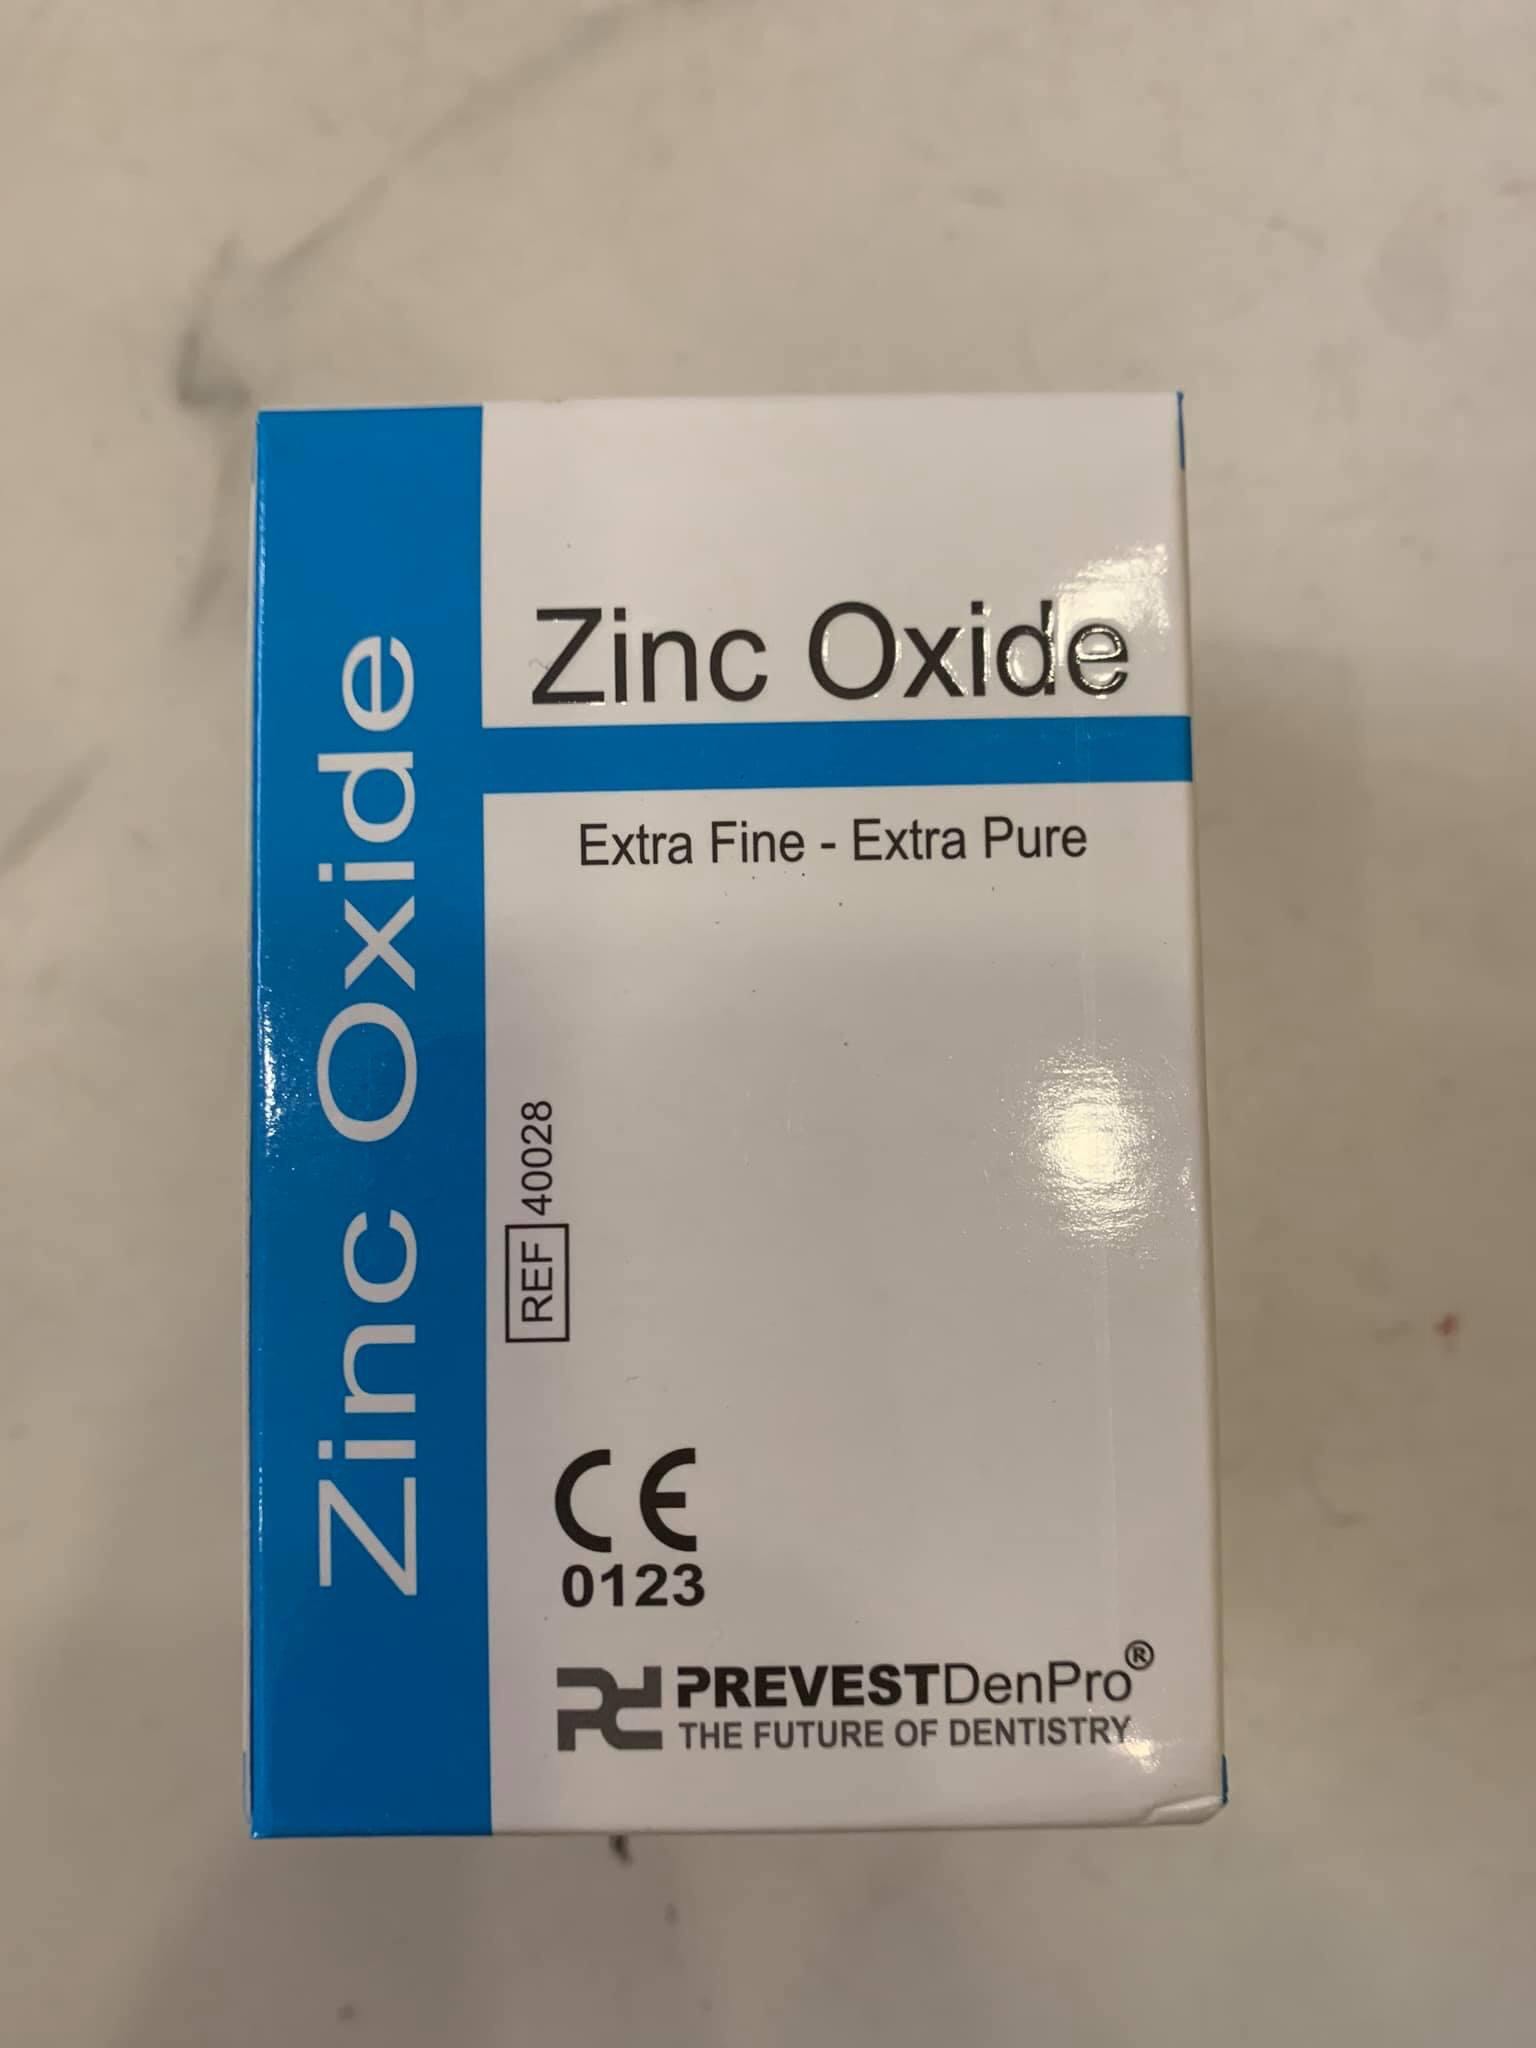 Zinc Oxide
Zinc Oxide
Extra Fine - Extra Pure
REF 40028
CE
0123
PREVESTDenPro®
THE FUTURE OF DENTISTRY